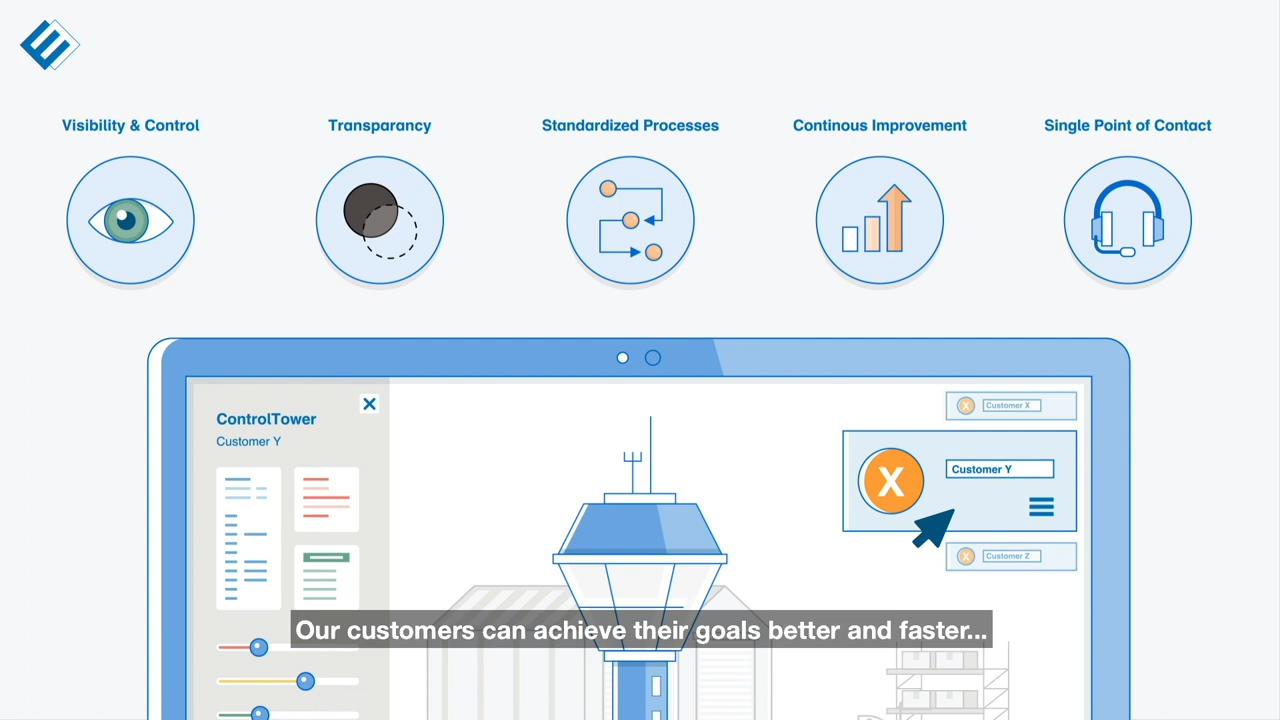 Visibility & Control
Transparancy
Standardized Processes
Continous Improvement
Single Point of Contact
ControlTower
Customer Y
X
Customer X
X
Customer Y
X
Customer Z
Our customers can achieve their goals better and faster...